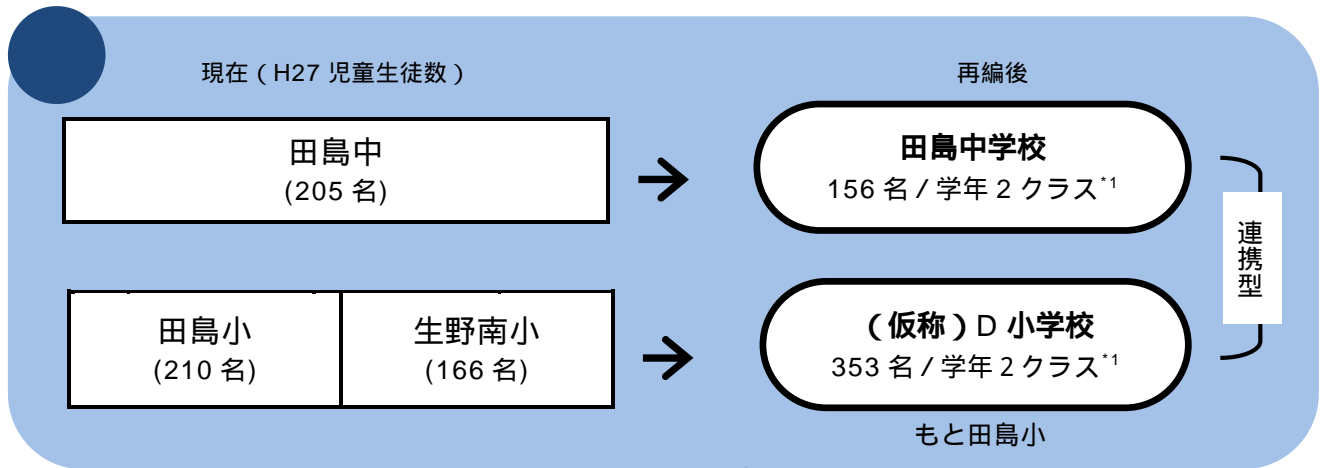 現在（H27 児童生徒数）
再編後
田島中
(205 名)
田島中学校
156 名 / 学年 2 クラス*1
連携型
田島小
(210 名)
生野南小
(166 名)
（仮称）D 小学校
353 名 / 学年 2 クラス*1
もと田島小